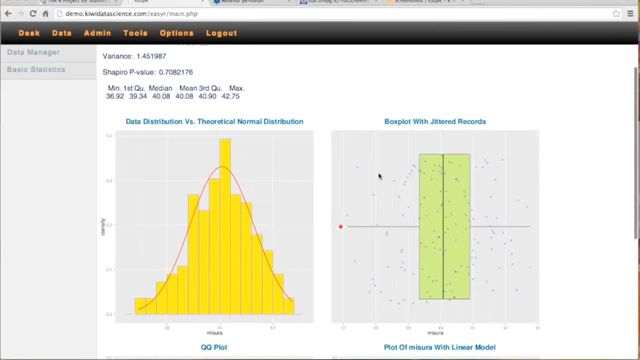 demo.kiwidatascience.com/easyr/main.php
Desk Data Admin Tools Options Logout
Data Manager
Basic Statistics
Variance: 1.451987
Shapiro P-value: 0.7082176
Min. 1st Qu. Median Mean 3rd Qu. Max.
36.92 39.34 40.08 40.08 40.90 42.75
Data Distribution Vs. Theoretical Normal Distribution
Boxplot With Jittered Records
density
misura
misura
QQ Plot
Plot Of misura With Linear Model